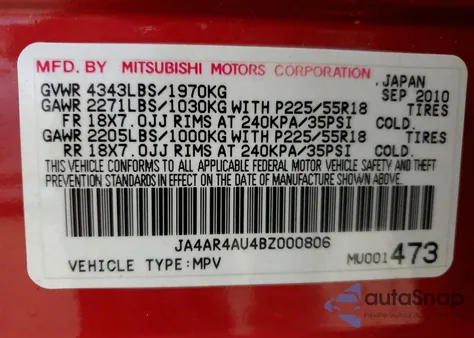 MFD. BY MITSUBISHI MOTORS CORPORATION
JAPAN
GVWR 4343LBS/1970KG SEP 2010
GAWR 2271LBS/1030KG WITH P225/55R18 TIRES
FR 18X7.0JJ RIMS AT 240KPA/35PSI COLD.
GAWR 2205LBS/1000KG WITH P225/55R18 TIRES
RR 18X7.0JJ RIMS AT 240KPA/35PSI COLD.
THIS VEHICLE CONFORMS TO ALL APPLICABLE FEDERAL MOTOR VEHICLE SAFETY AND THEFT
PREVENTION STANDARDS IN EFFECT ON THE DATE OF MANUFACTURE SHOWN ABOVE.
JA4AR4AU4BZ000806
VEHICLE TYPE:MPV MU001473
autoSnap